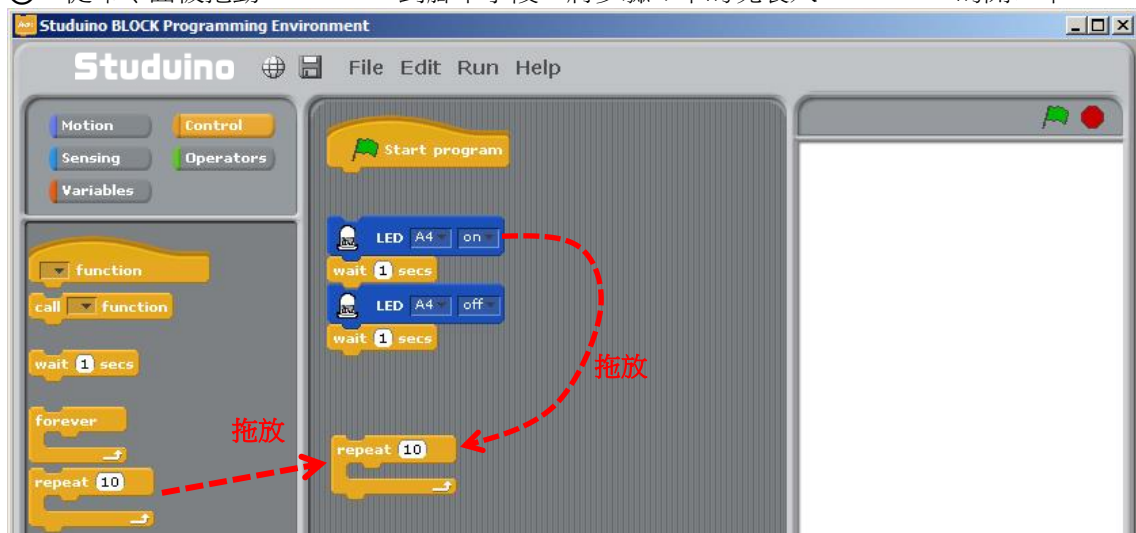 Studuino BLOCK Programming Environment
Studuino File Edit Run Help
Motion Control
Sensing Operators
Variables
function
call function
wait 1 secs
forever
repeat 10
Start program
LED A4 on
wait 1 secs
LED A4 off
wait 1 secs
拖放
拖放
repeat 10